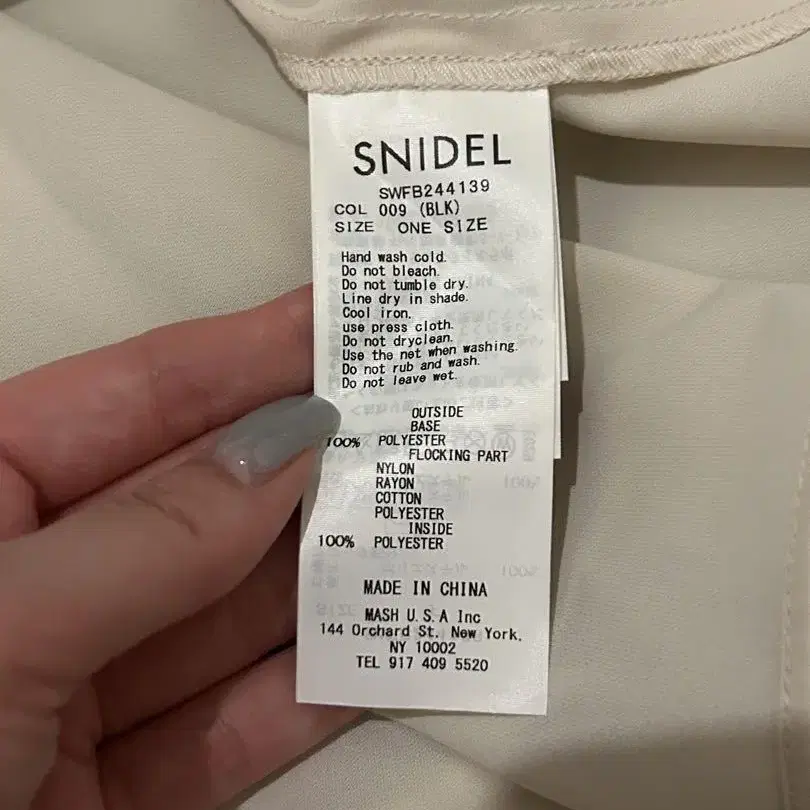 SNIDEL
SWFB244139
COL 009 (BLK)
SIZE ONE SIZE
Hand wash cold.
Do not bleach.
Do not tumble dry.
Line dry in shade.
Cool iron.
use press cloth.
Do not dryclean.
Use the net when washing.
Do not rub and wash.
Do not leave wet.
OUTSIDE
BASE
100% POLYESTER
FLOCKING PART
NYLON
RAYON
COTTON
POLYESTER
INSIDE
100% POLYESTER
MADE IN CHINA
MASH U.S.A Inc
144 Orchard St, New York,
NY 10002
TEL 917 409 5520